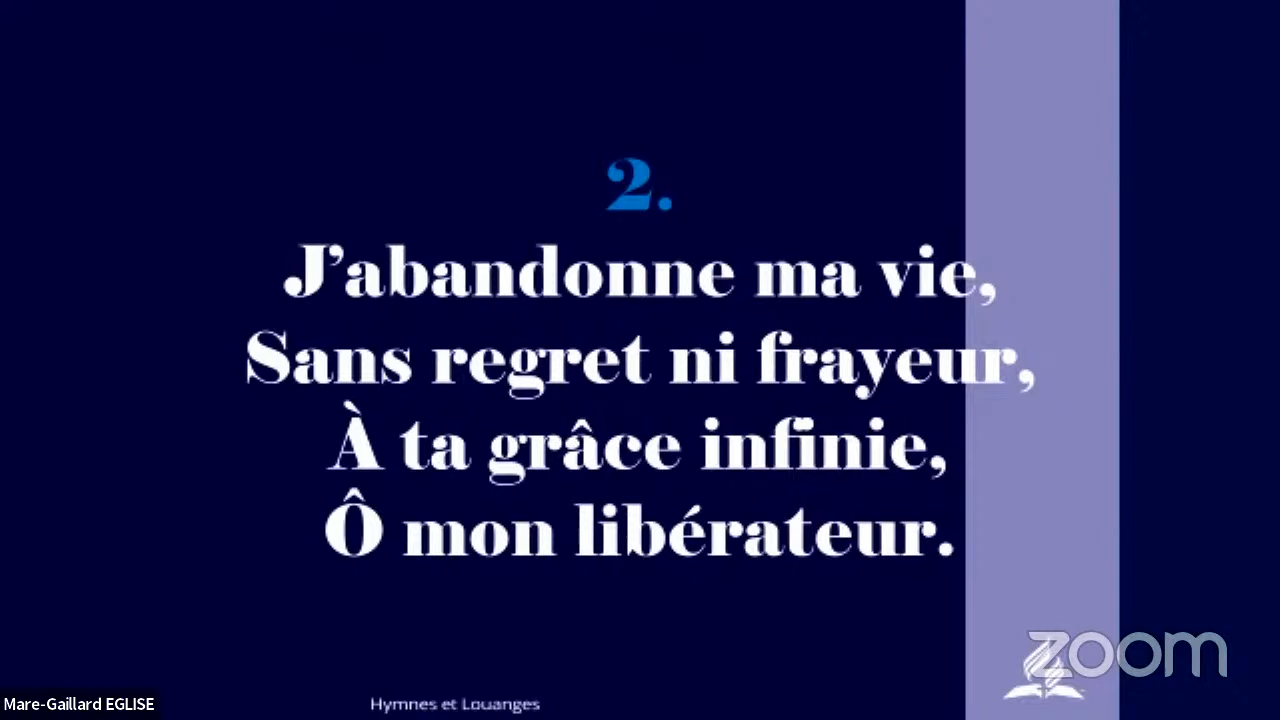 2.
J’abandonne ma vie,
Sans regret ni frayeur,
À ta grâce infinie,
Ô mon libérateur.
zoom
Mare-Gaillard EGLISE
Hymnes et Louanges